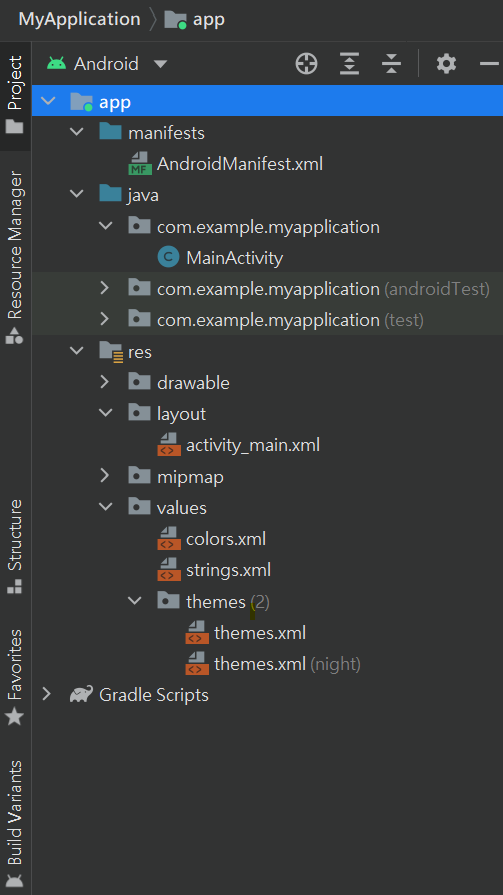 MyApplication app
Project
Resource Manager
Structure
Favorites
Build Variants
Android
app
manifests
MF AndroidManifest.xml
java
com.example.myapplication
C MainActivity
com.example.myapplication (androidTest)
com.example.myapplication (test)
res
drawable
layout
<> activity_main.xml
mipmap
values
<> colors.xml
<> strings.xml
themes (2)
<> themes.xml
<> themes.xml (night)
Gradle Scripts